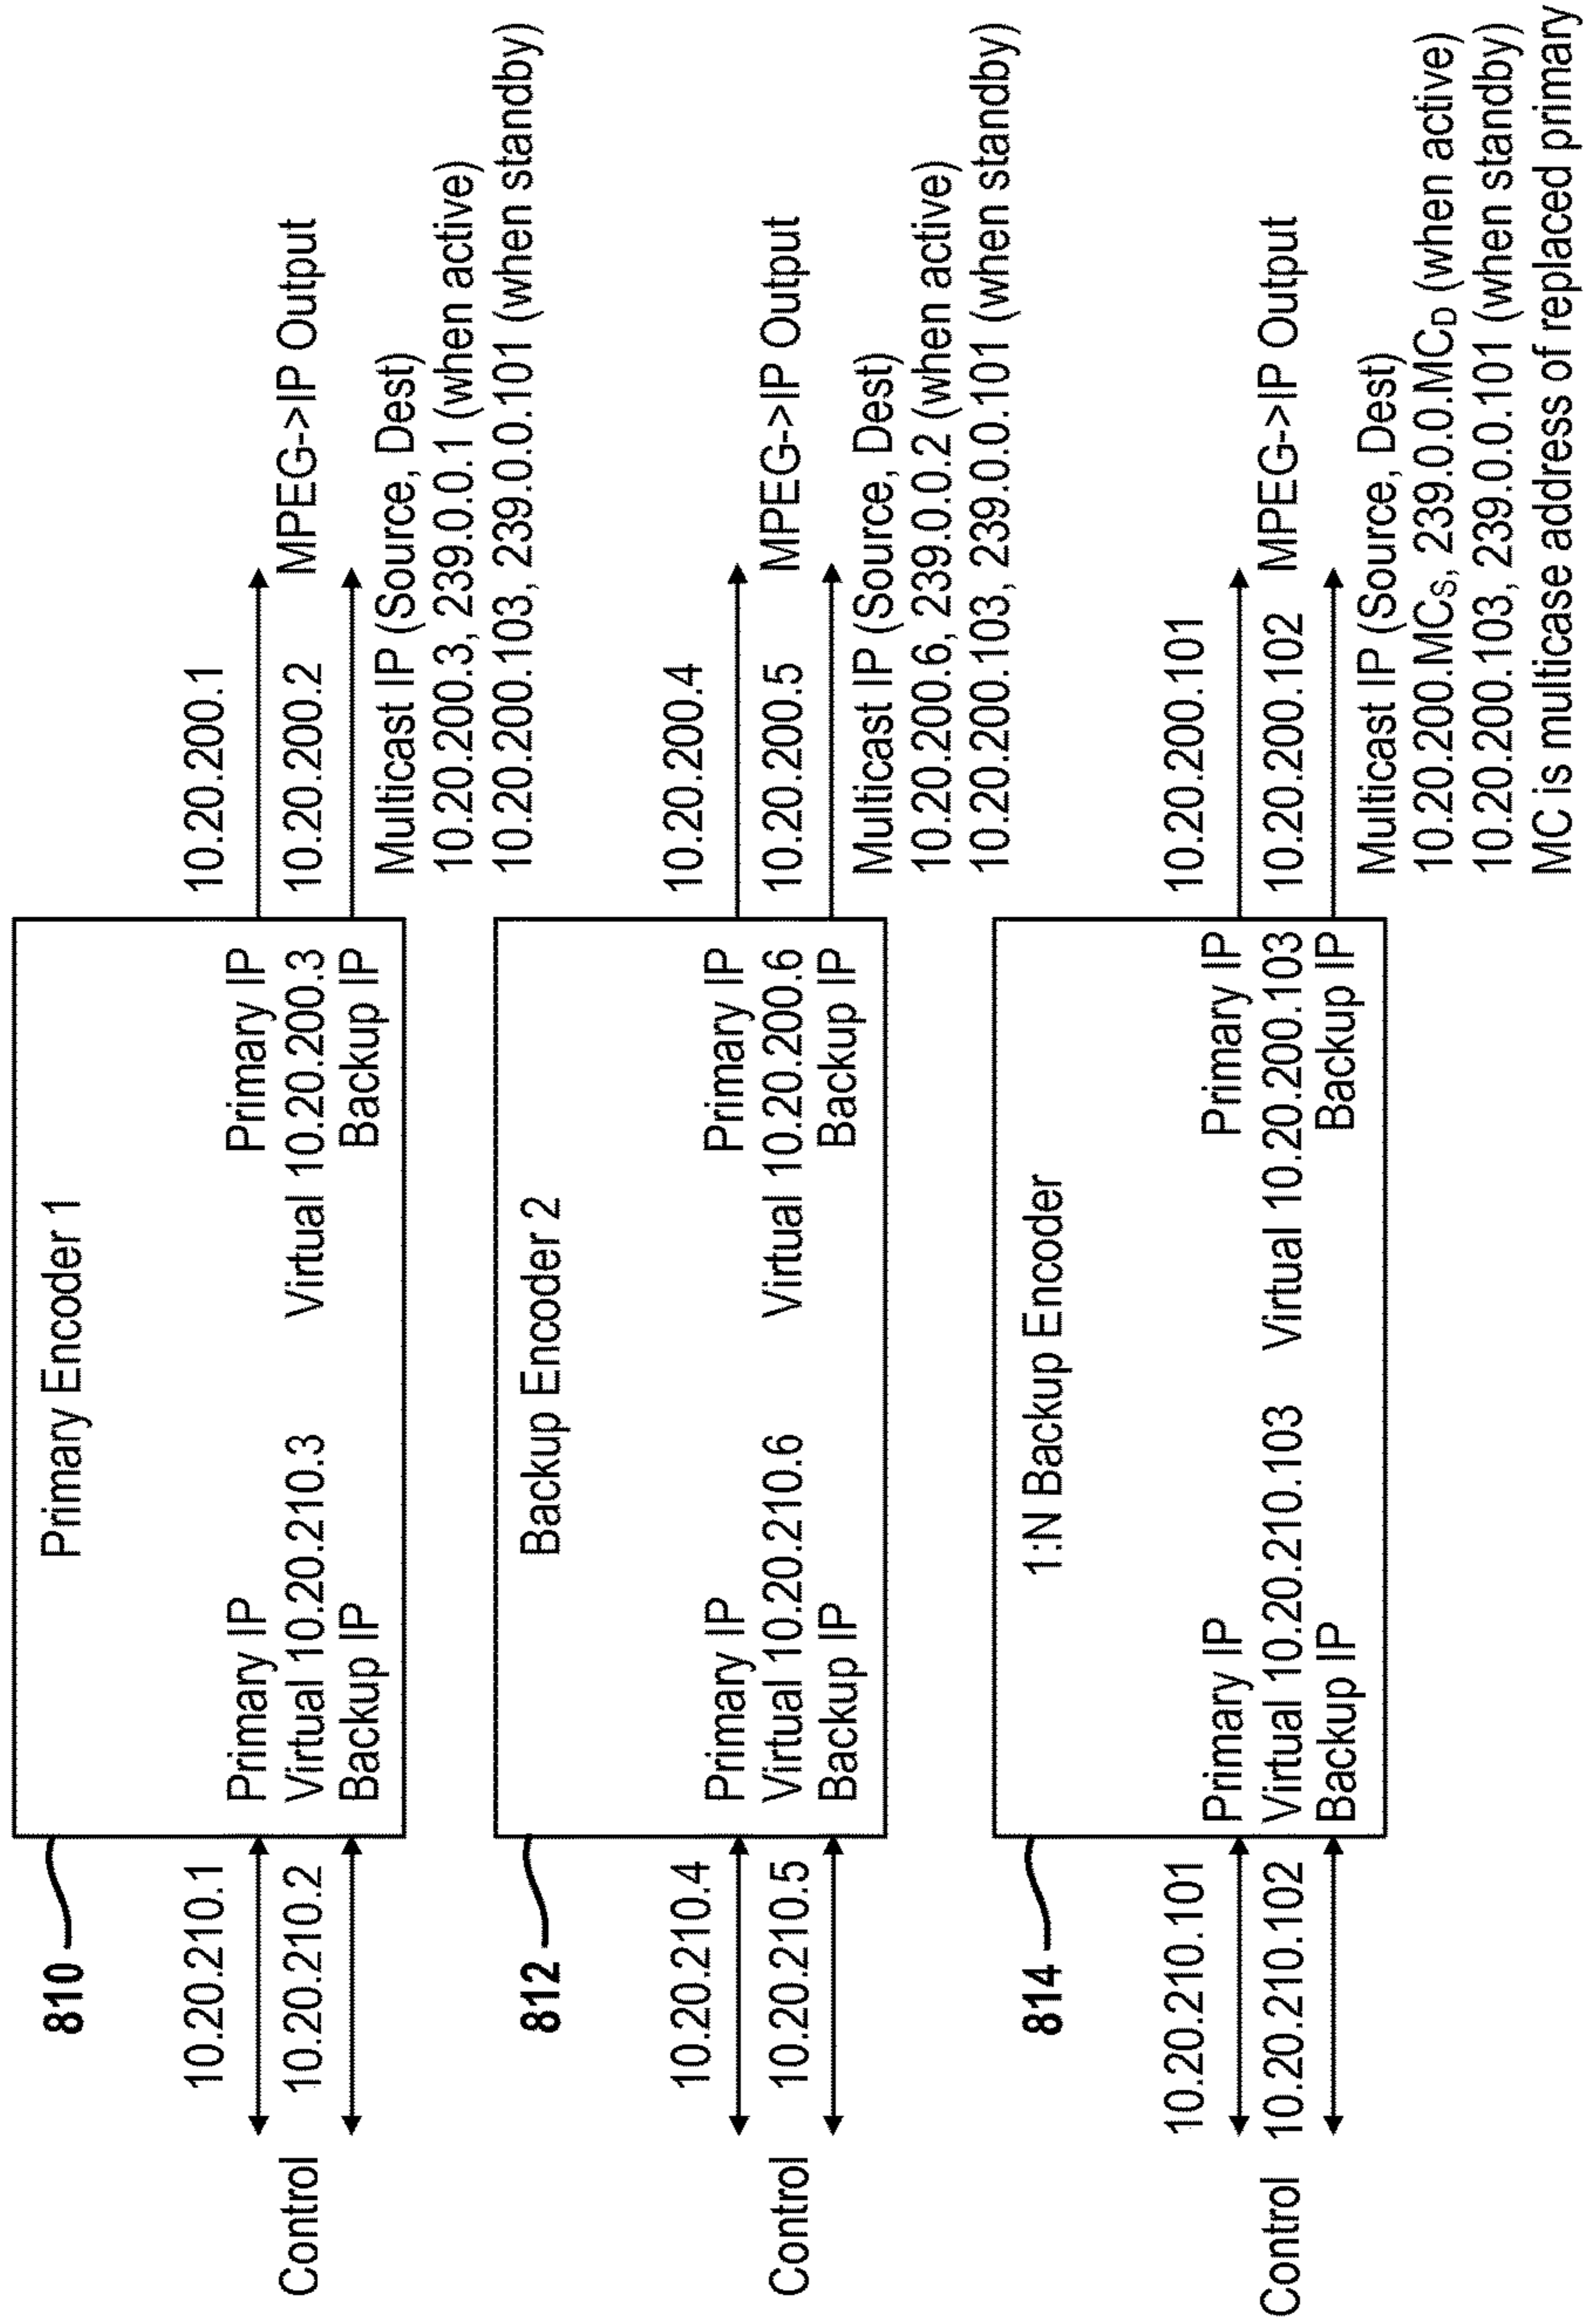 810
Primary Encoder 1
10.20.210.1
Primary IP
Primary IP
10.20.200.1
Control
10.20.210.2
Virtual 10.20.210.3
Virtual 10.20.200.3
10.20.200.2
MPEG->IP Output
Backup IP
Backup IP
Multicast IP (Source, Dest)
10.20.200.3, 239.0.0.1 (when active)
10.20.200.103, 239.0.0.101 (when standby)
812
Backup Encoder 2
10.20.210.4
Primary IP
Primary IP
10.20.200.4
Control
10.20.210.5
Virtual 10.20.210.6
Virtual 10.20.200.6
10.20.200.5
MPEG->IP Output
Backup IP
Backup IP
Multicast IP (Source, Dest)
10.20.200.6, 239.0.0.2 (when active)
10.20.200.103, 239.0.0.101 (when standby)
814
1:N Backup Encoder
10.20.210.101
Primary IP
Primary IP
10.20.200.101
Control
10.20.210.102
Virtual 10.20.210.103
Virtual 10.20.200.103
10.20.200.102
MPEG->IP Output
Backup IP
Backup IP
Multicast IP (Source, Dest)
10.20.200.MCS, 239.0.0.MCD (when active)
10.20.200.103, 239.0.0.101 (when standby)
MC is multicase address of replaced primary